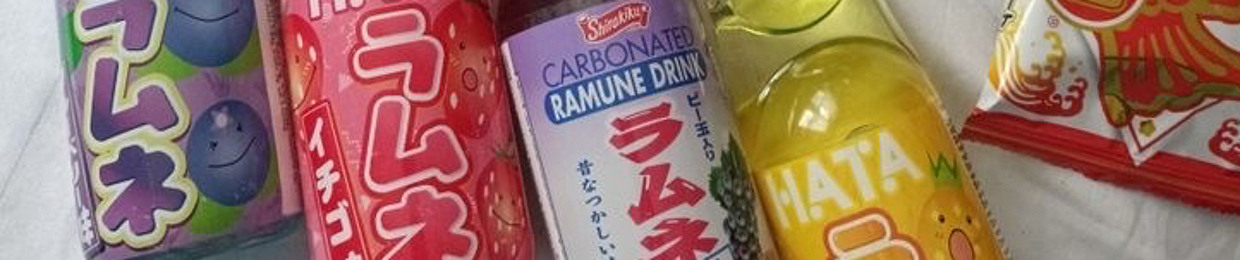 ラムネ
ラムネ
イチゴ
Shirakiku
CARBONATED
RAMUNE DRINK
ビー玉入り
ラムネ
昔なつかしい
HATA
ラ